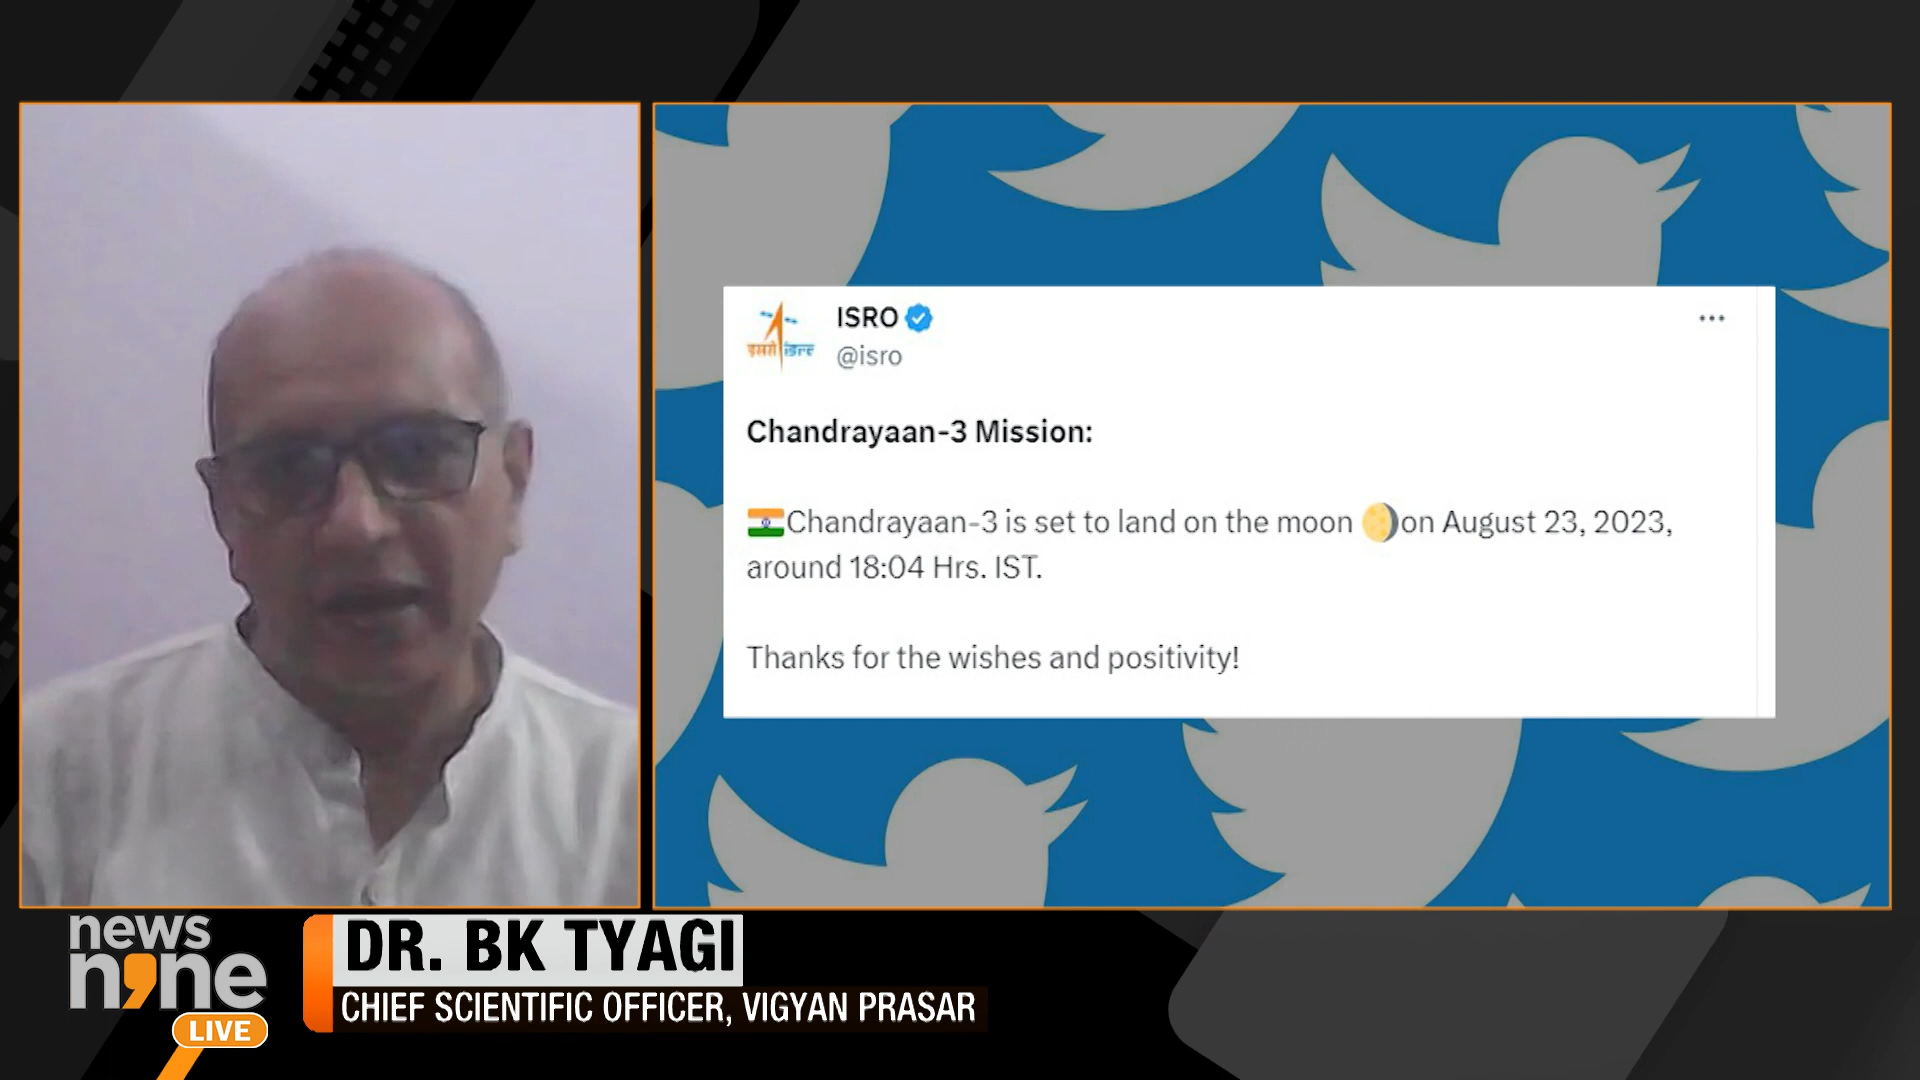 ISRO
@isro
इसरो isro
Chandrayaan-3 Mission:
Chandrayaan-3 is set to land on the moon on August 23, 2023,
around 18:04 Hrs. IST.
Thanks for the wishes and positivity!
news
nine
LIVE
DR. BK TYAGI
CHIEF SCIENTIFIC OFFICER, VIGYAN PRASAR